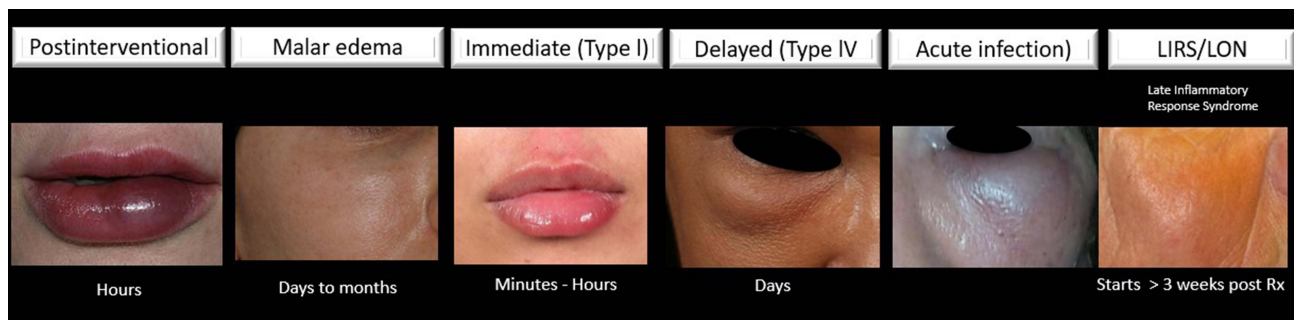 Postinterventional
Malar edema
Immediate (Type I)
Delayed (Type IV
Acute infection)
LIRS/LON
Late Inflammatory
Response Syndrome
Hours
Days to months
Minutes - Hours
Days
Starts > 3 weeks post Rx